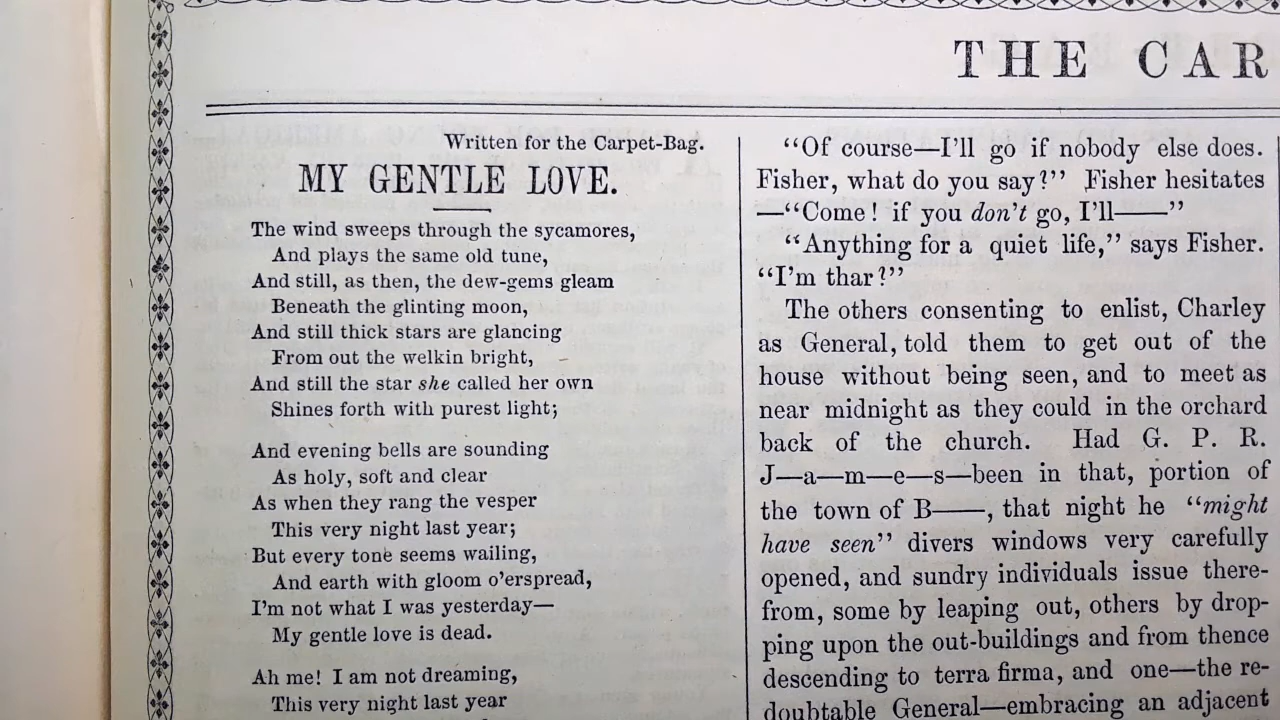 THE CAR
Written for the Carpet-Bag.
MY GENTLE LOVE.
The wind sweeps through the sycamores,
And plays the same old tune,
And still, as then, the dew-gems gleam
Beneath the glinting moon,
And still thick stars are glancing
From out the welkin bright,
And still the star she called her own
Shines forth with purest light;
And evening bells are sounding
As holy, soft and clear
As when they rang the vesper
This very night last year;
But every tone seems wailing,
And earth with gloom o'erspread,
I'm not what I was yesterday—
My gentle love is dead.
Ah me! I am not dreaming,
This very night last year
"Of course—I'll go if nobody else does.
Fisher, what do you say?" Fisher hesitates
—"Come! if you don't go, I'll——"
"Anything for a quiet life," says Fisher.
"I'm thar?"
The others consenting to enlist, Charley
as General, told them to get out of the
house without being seen, and to meet as
near midnight as they could in the orchard
back of the church. Had G. P. R.
J—a—m—e—s—been in that, portion of
the town of B——, that night he "might
have seen" divers windows very carefully
opened, and sundry individuals issue there-
from, some by leaping out, others by drop-
ping upon the out-buildings and from thence
descending to terra firma, and one—the re-
doubtable General—embracing an adjacent